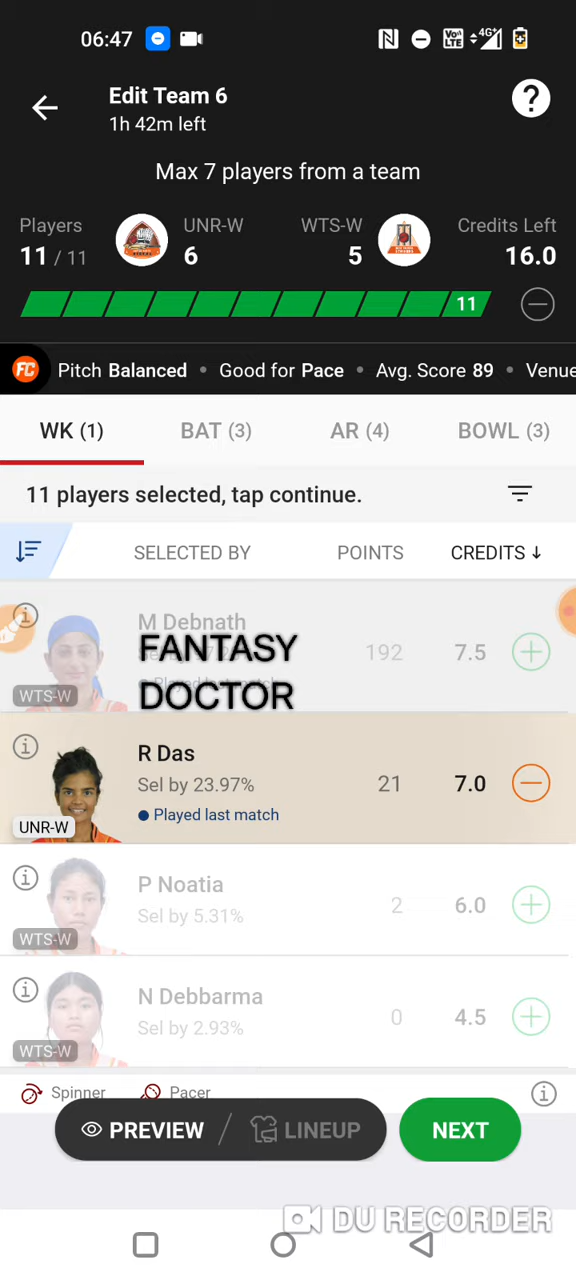 06:47
VoLTE 4G+
Edit Team 6
1h 42m left
?
Max 7 players from a team
Players UNR-W WTS-W Credits Left
11 / 11 6 5 16.0
11
FC Pitch Balanced • Good for Pace • Avg. Score 89 • Venue
WK (1) BAT (3) AR (4) BOWL (3)
11 players selected, tap continue.
SELECTED BY POINTS CREDITS ↓
M Debnath
FANTASY
192 7.5
DOCTOR
WTS-W
R Das
Sel by 23.97% 21 7.0
Played last match
UNR-W
P Noatia
Sel by 5.31% 2 6.0
WTS-W
N Debbarma
Sel by 2.93% 0 4.5
WTS-W
Spinner Pacer
PREVIEW / LINEUP NEXT
DU RECORDER